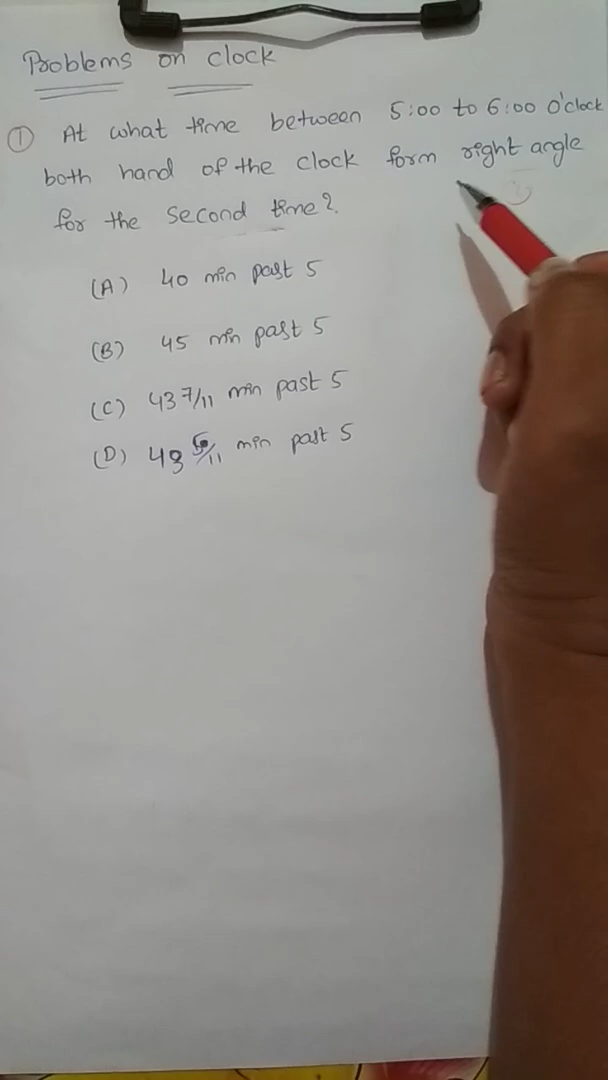 Problems on clock
① At what time between 5:00 to 6:00 o'clock
both hand of the clock form right angle
for the second time?
(A) 40 min past 5
(B) 45 min past 5
(C) 43 7/11 min past 5
(D) 43 5/11 min past 5